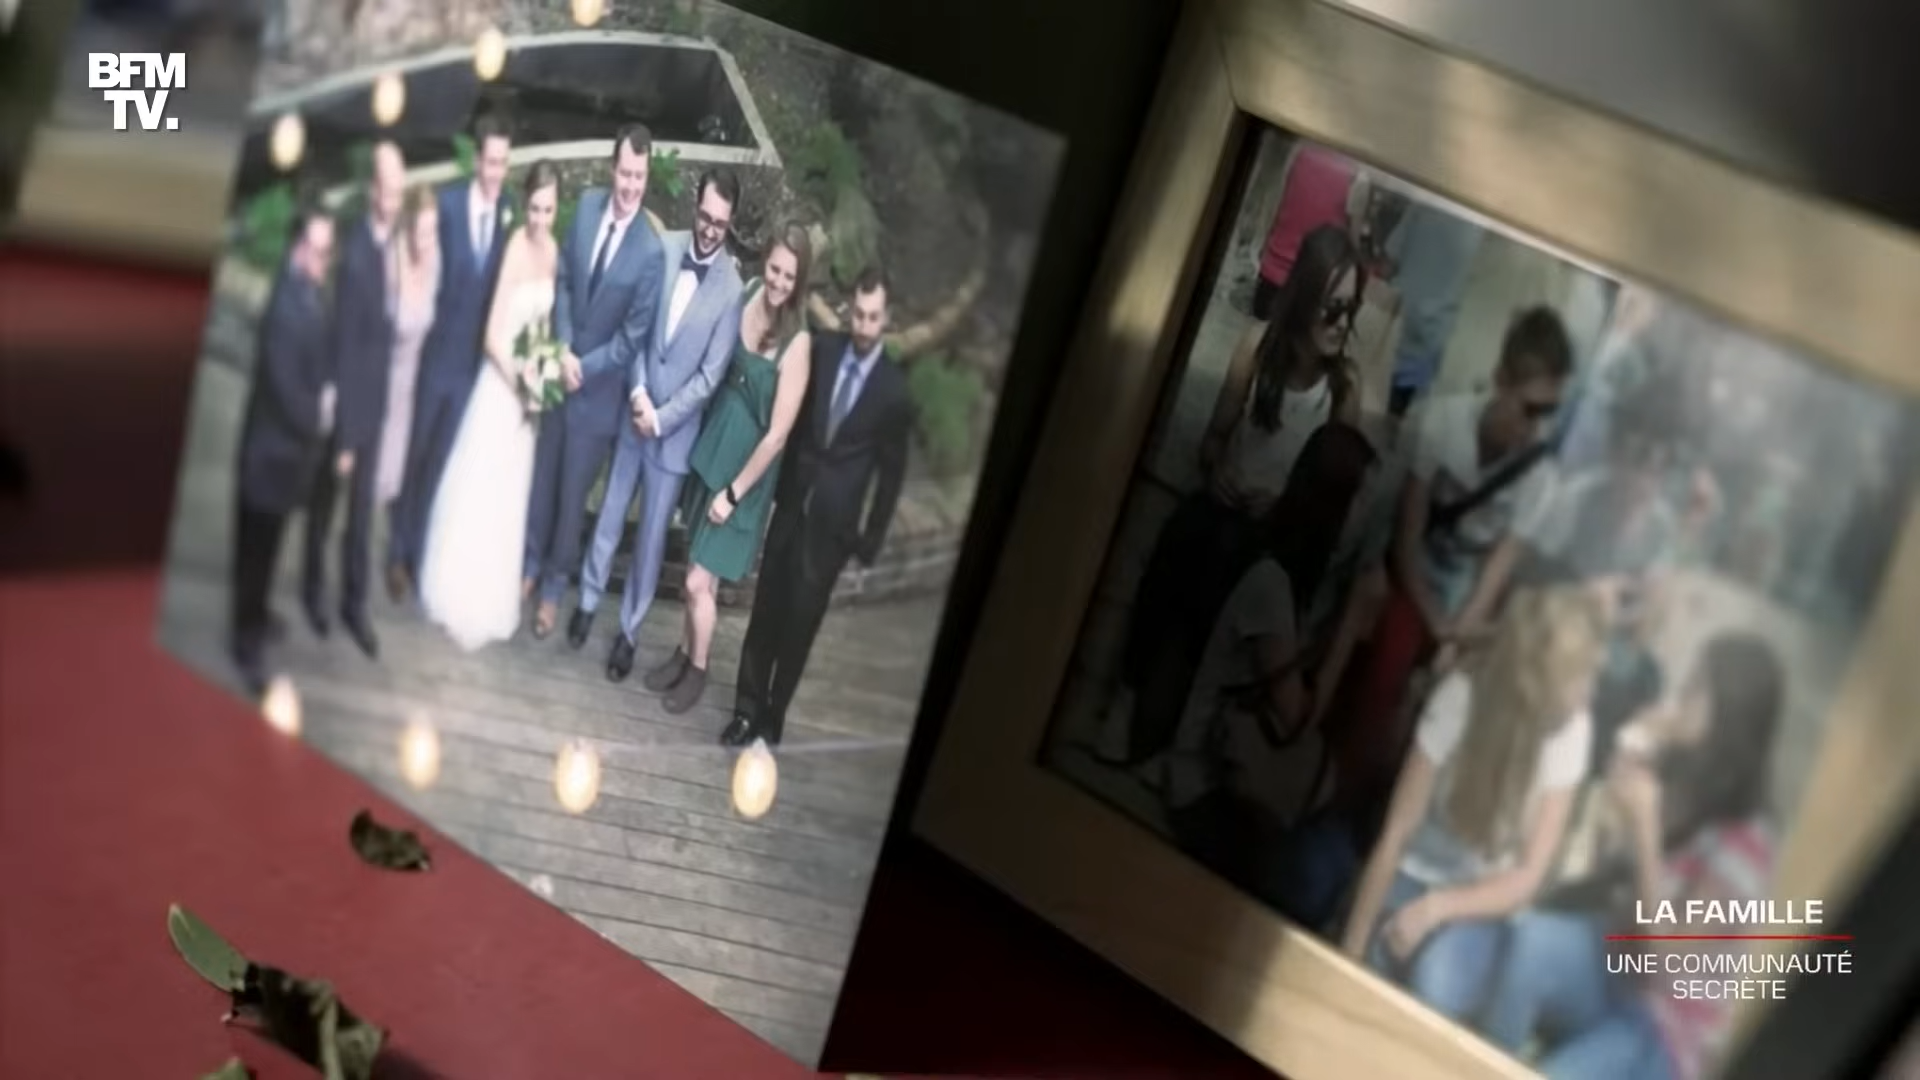 BFM
TV.
LA FAMILLE
UNE COMMUNAUTÉ
SECRÈTE